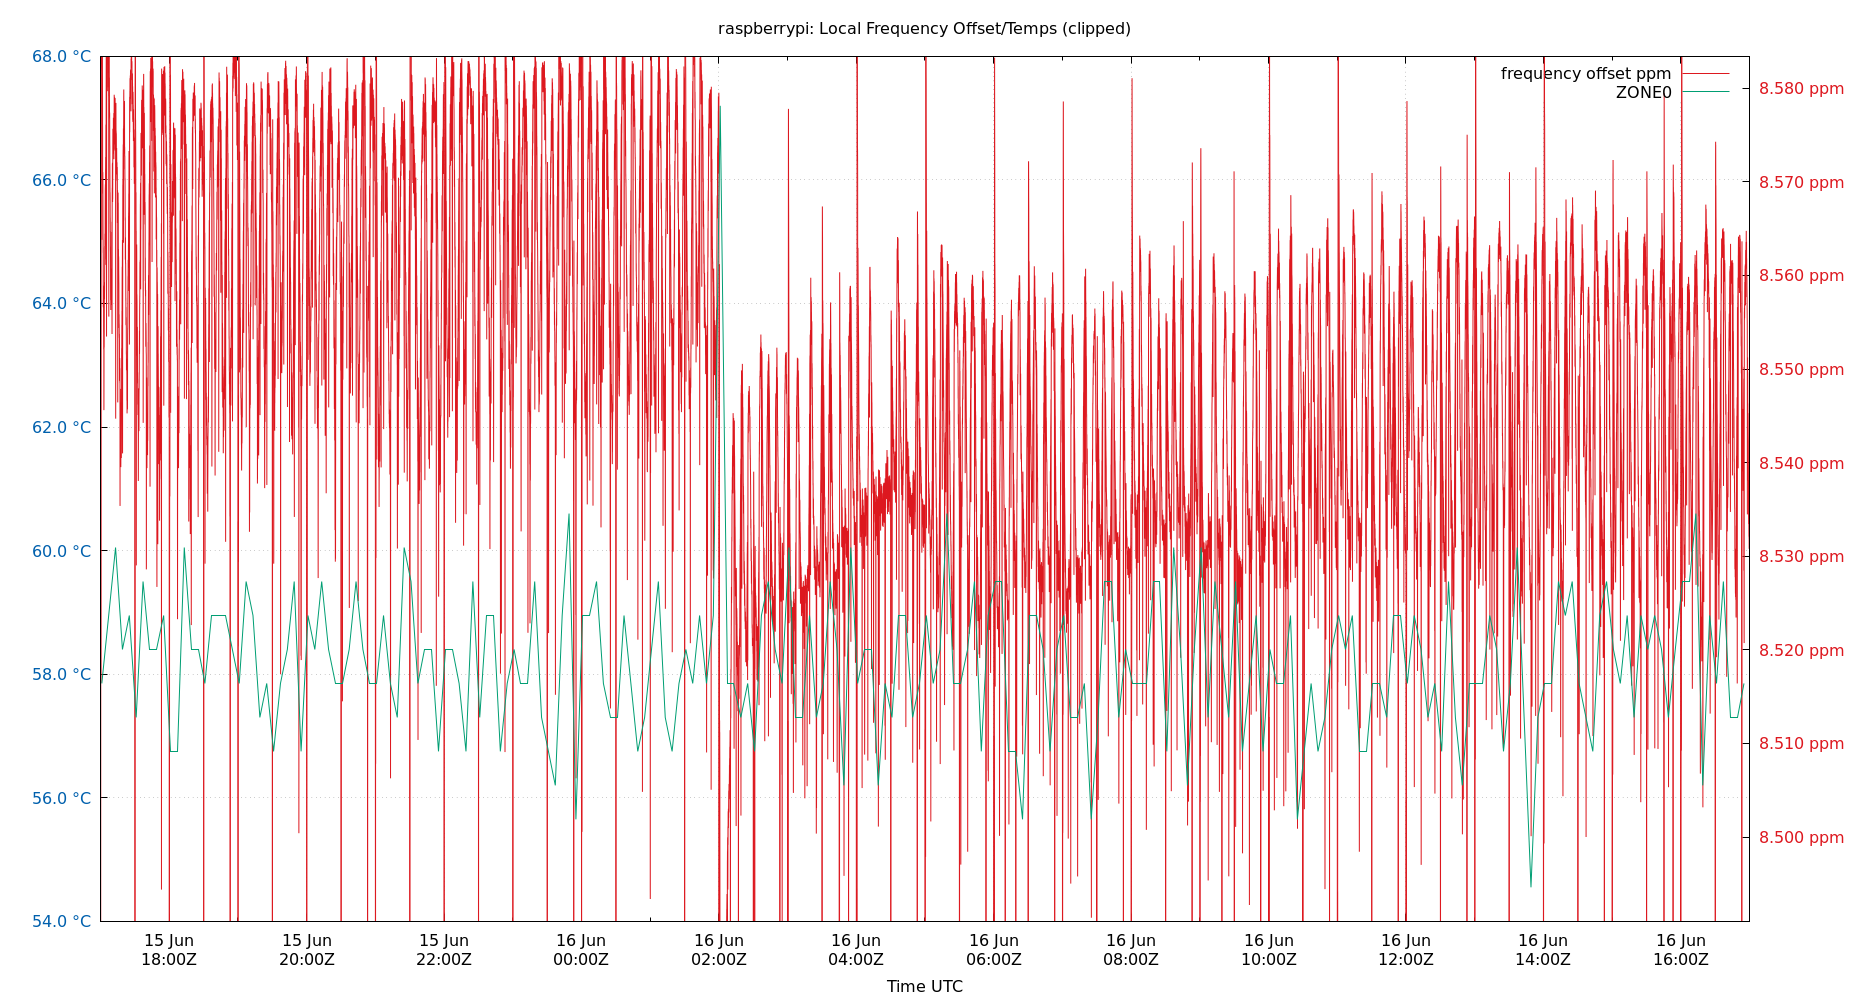 raspberrypi: Local Frequency Offset/Temps (clipped)
frequency offset ppm
ZONE0
68.0 °C
66.0 °C
64.0 °C
62.0 °C
60.0 °C
58.0 °C
56.0 °C
54.0 °C
8.580 ppm
8.570 ppm
8.560 ppm
8.550 ppm
8.540 ppm
8.530 ppm
8.520 ppm
8.510 ppm
8.500 ppm
15 Jun
18:00Z
15 Jun
20:00Z
15 Jun
22:00Z
16 Jun
00:00Z
16 Jun
02:00Z
16 Jun
04:00Z
16 Jun
06:00Z
16 Jun
08:00Z
16 Jun
10:00Z
16 Jun
12:00Z
16 Jun
14:00Z
16 Jun
16:00Z
Time UTC